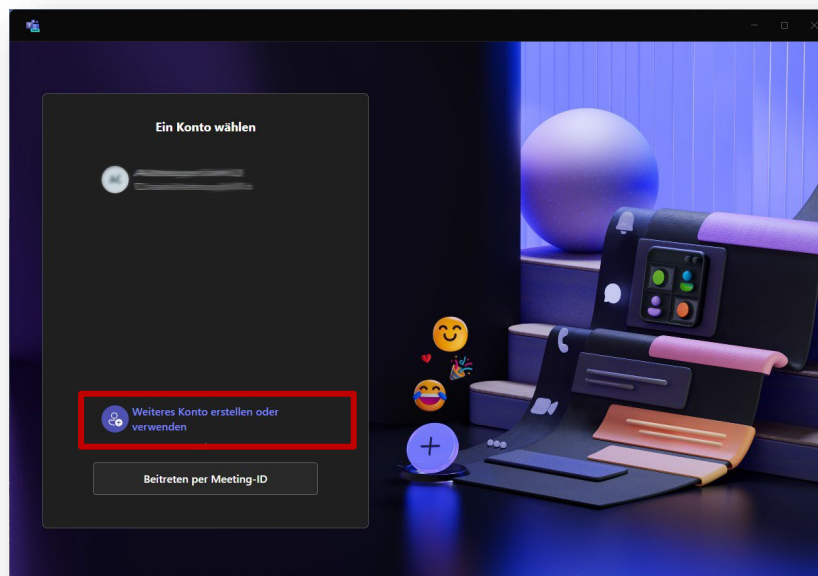 Ein Konto wählen
Weiteres Konto erstellen oder
verwenden
Beitreten per Meeting-ID